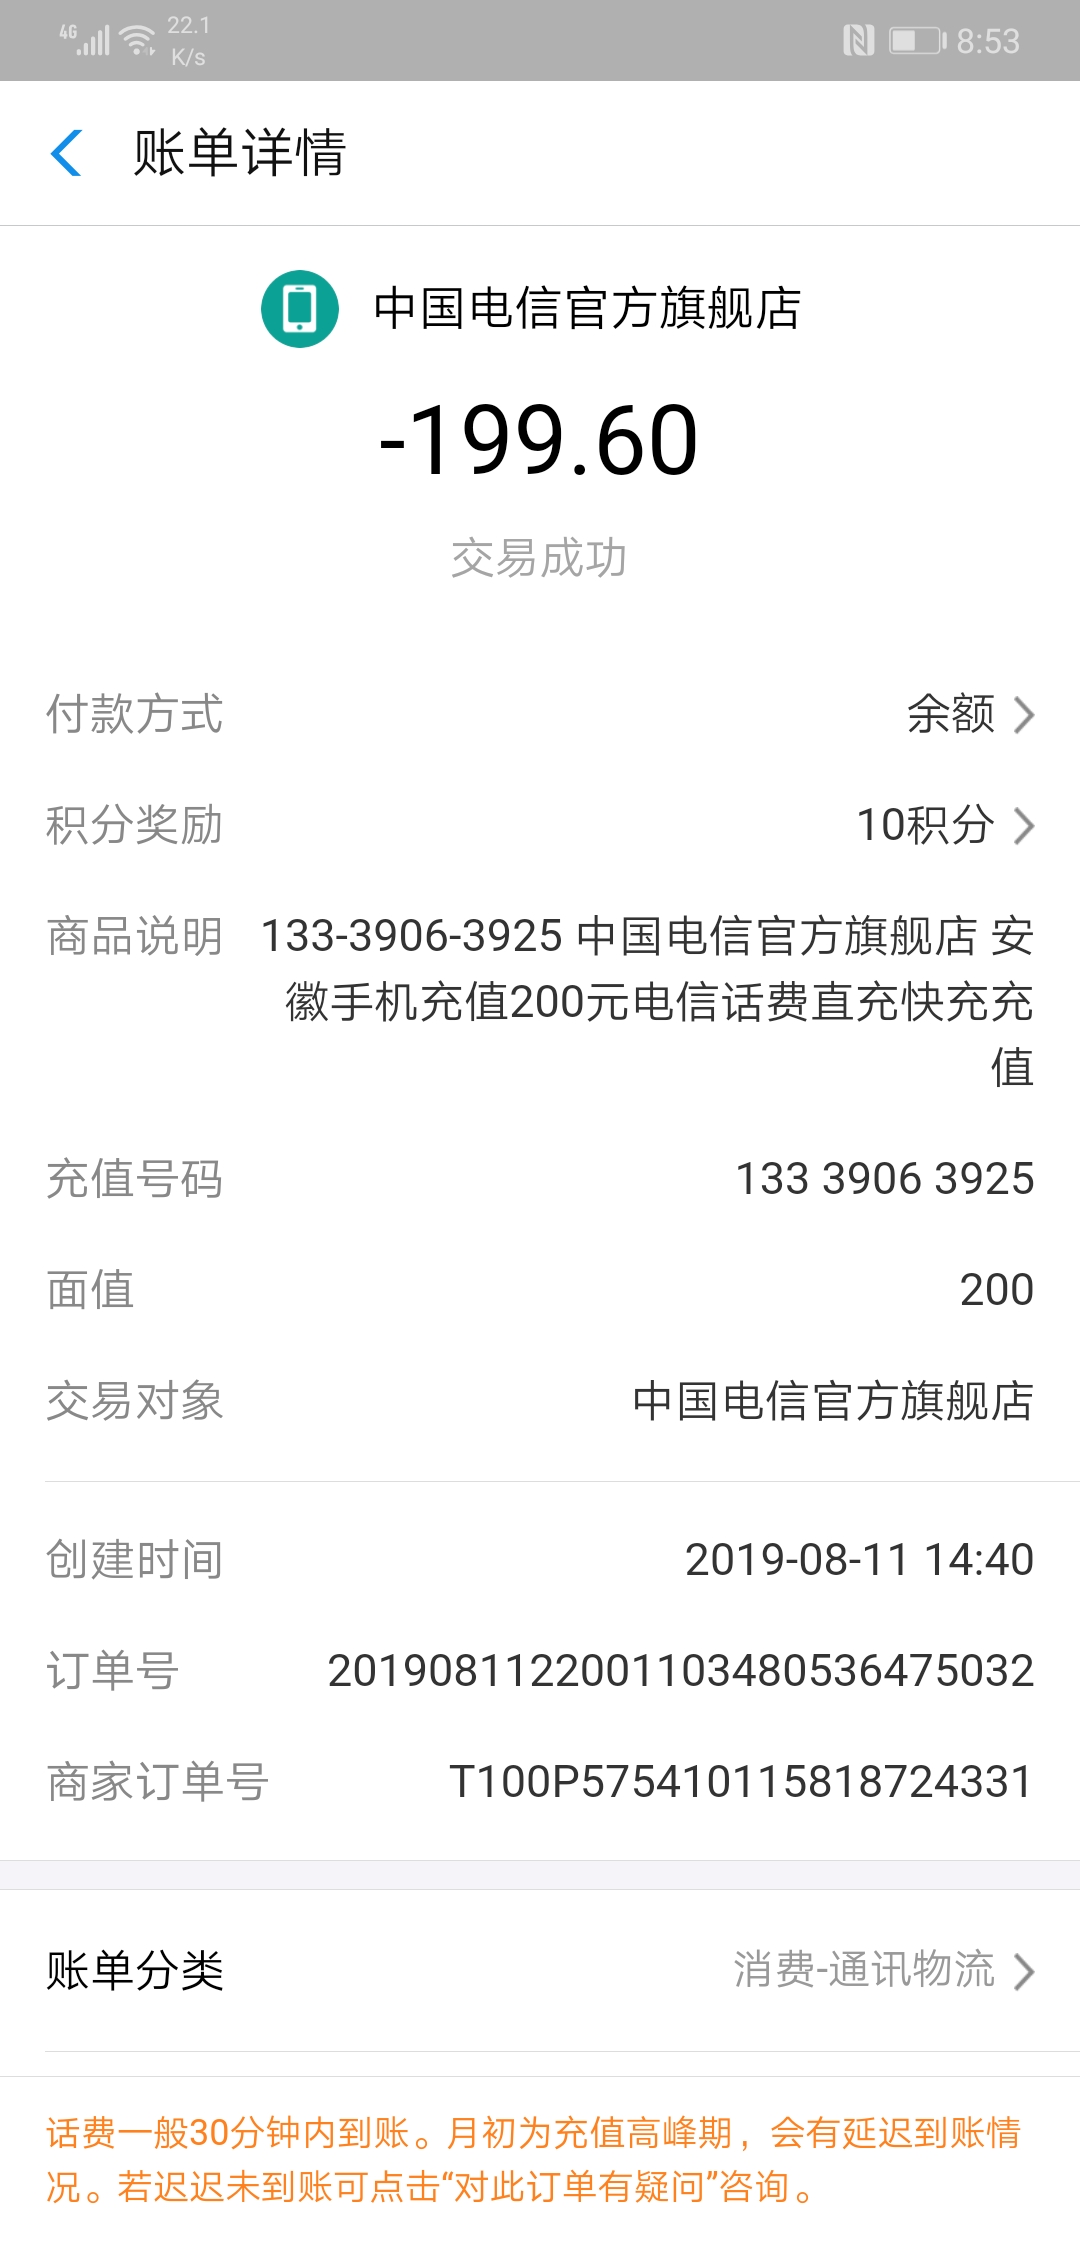 4G 22.1 K/s 8:53
账单详情
中国电信官方旗舰店
-199.60
交易成功
付款方式 余额
积分奖励 10积分
商品说明 133-3906-3925 中国电信官方旗舰店 安
徽手机充值200元电信话费直充快充充
值
充值号码 133 3906 3925
面值 200
交易对象 中国电信官方旗舰店
创建时间 2019-08-11 14:40
订单号 2019081122001103480536475032
商家订单号 T100P575410115818724331
账单分类 消费-通讯物流
话费一般30分钟内到账。月初为充值高峰期，会有延迟到账情
况。若迟迟未到账可点击“对此订单有疑问”咨询。